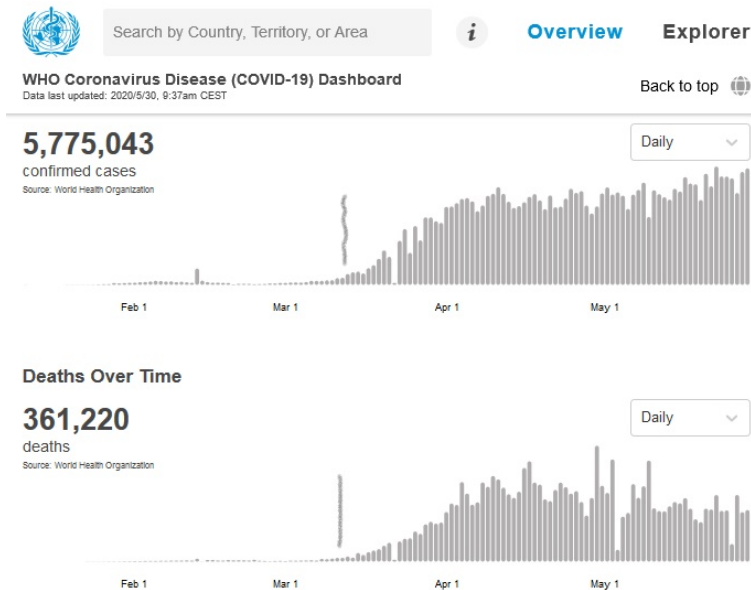 Search by Country, Territory, or Area
i
Overview
Explorer
WHO Coronavirus Disease (COVID-19) Dashboard
Data last updated: 2020/5/30, 9:37am CEST
Back to top
5,775,043
confirmed cases
Source: World Health Organization
Daily
Feb 1
Mar 1
Apr 1
May 1
Deaths Over Time
361,220
deaths
Source: World Health Organization
Daily
Feb 1
Mar 1
Apr 1
May 1